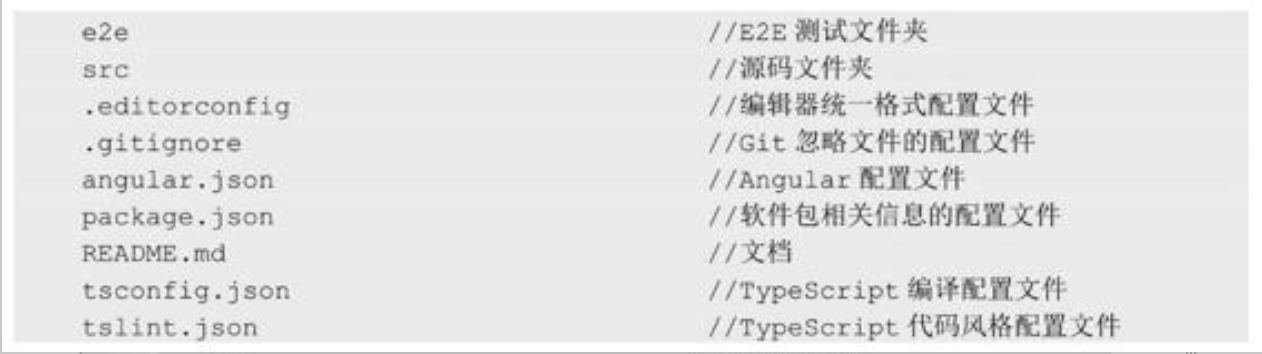 e2e //E2E 测试文件夹
src //源码文件夹
.editorconfig //编辑器统一格式配置文件
.gitignore //Git 忽略文件的配置文件
angular.json //Angular 配置文件
package.json //软件包相关信息的配置文件
README.md //文档
tsconfig.json //TypeScript 编译配置文件
tslint.json //TypeScript 代码风格配置文件